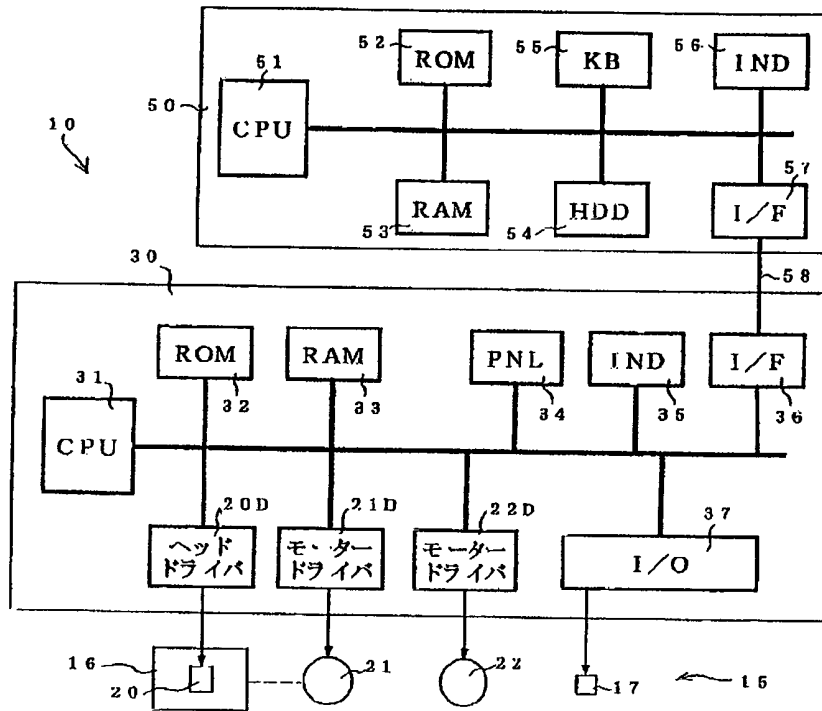 52
ROM
55
KB
56
IND
51
CPU
50
10
RAM
53
HDD
54
57
I/F
58
30
ROM
32
RAM
33
PNL
34
IND
35
I/F
36
31
CPU
20D
ヘッド
ドライバ
21D
モーター
ドライバ
22D
モーター
ドライバ
37
I/O
16
20
21
22
17
15